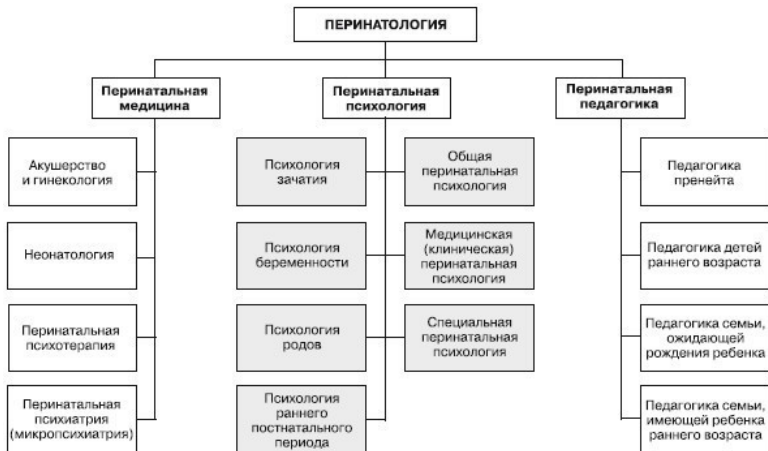 ПЕРИНАТОЛОГИЯ
Перинатальная
медицина
Перинатальная
психология
Перинатальная
педагогика
Акушерство
и гинекология
Неонатология
Перинатальная
психотерапия
Перинатальная
психиатрия
(микропсихиатрия)
Психология
зачатия
Психология
беременности
Психология
родов
Психология
раннего
постнатального
периода
Общая
перинатальная
психология
Медицинская
(клиническая)
перинатальная
психология
Специальная
перинатальная
психология
Педагогика
пренейта
Педагогика детей
раннего возраста
Педагогика семьи,
ожидающей
рождения ребенка
Педагогика семьи,
имеющей ребенка
раннего возраста